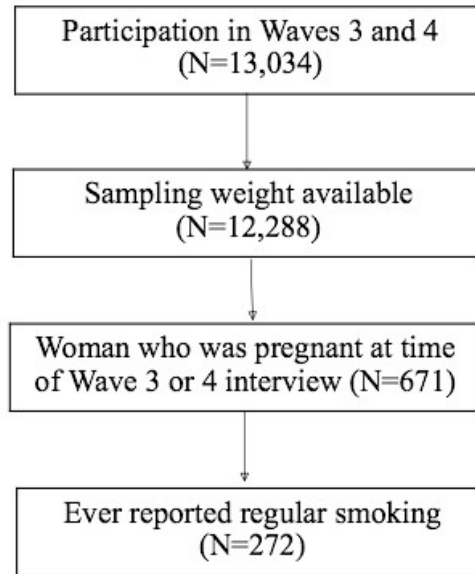 Participation in Waves 3 and 4
(N=13,034)
Sampling weight available
(N=12,288)
Woman who was pregnant at time
of Wave 3 or 4 interview (N=671)
Ever reported regular smoking
(N=272)